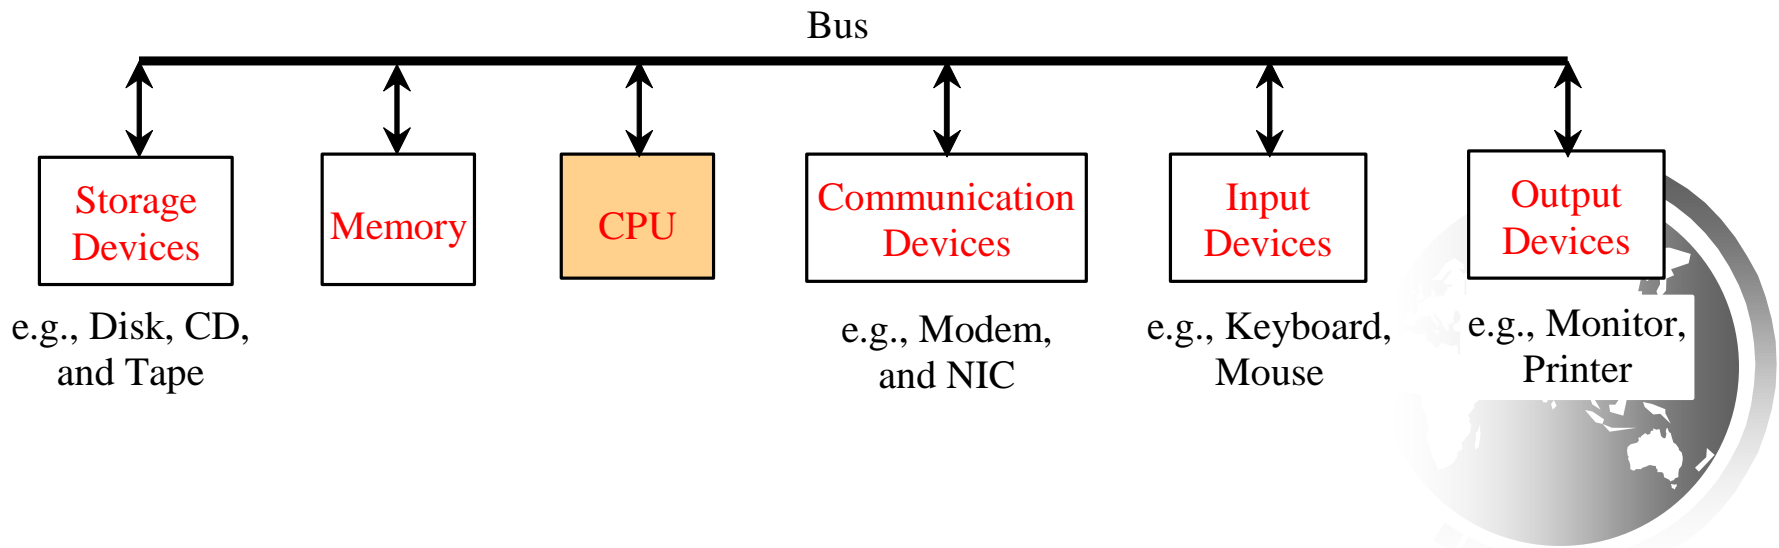 Bus
Storage
Devices
Memory
CPU
Communication
Devices
Input
Devices
Output
Devices
e.g., Disk, CD,
and Tape
e.g., Modem,
and NIC
e.g., Keyboard,
Mouse
e.g., Monitor,
Printer